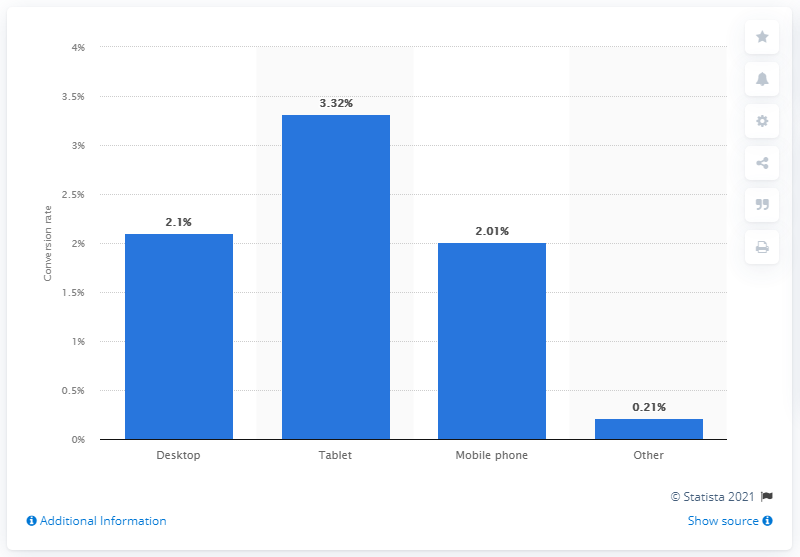 4%
3.5%
3%
2.5%
2%
1.5%
1%
0.5%
0%
Conversion rate
2.1%
3.32%
2.01%
0.21%
Desktop
Tablet
Mobile phone
Other
© Statista 2021
Additional Information
Show source